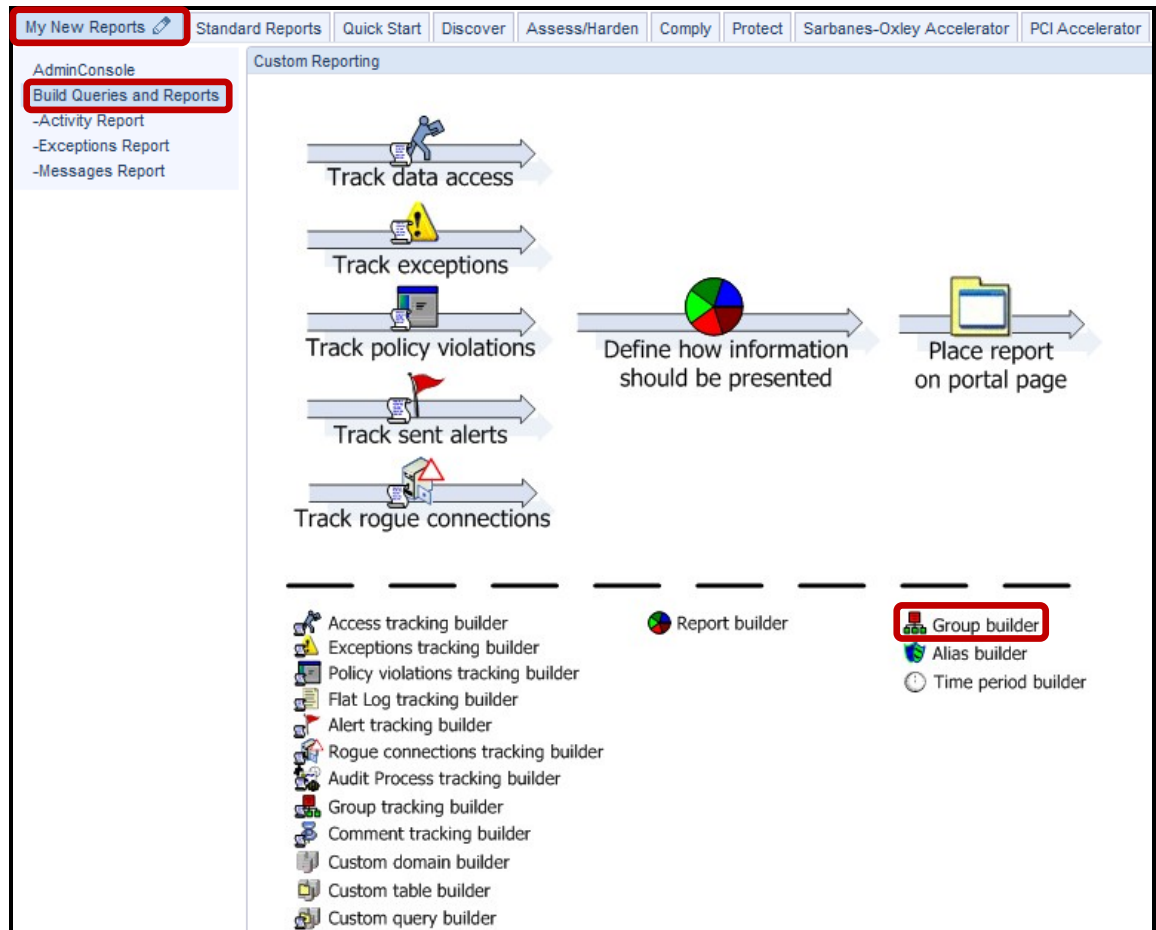 My New Reports Standard Reports Quick Start Discover Assess/Harden Comply Protect Sarbanes-Oxley Accelerator PCI Accelerator
AdminConsole
Build Queries and Reports
-Activity Report
-Exceptions Report
-Messages Report
Custom Reporting
Track data access
Track exceptions
Track policy violations
Track sent alerts
Track rogue connections
Define how information
should be presented
Place report
on portal page
Access tracking builder
Exceptions tracking builder
Policy violations tracking builder
Flat Log tracking builder
Alert tracking builder
Rogue connections tracking builder
Audit Process tracking builder
Group tracking builder
Comment tracking builder
Custom domain builder
Custom table builder
Custom query builder
Report builder
Group builder
Alias builder
Time period builder